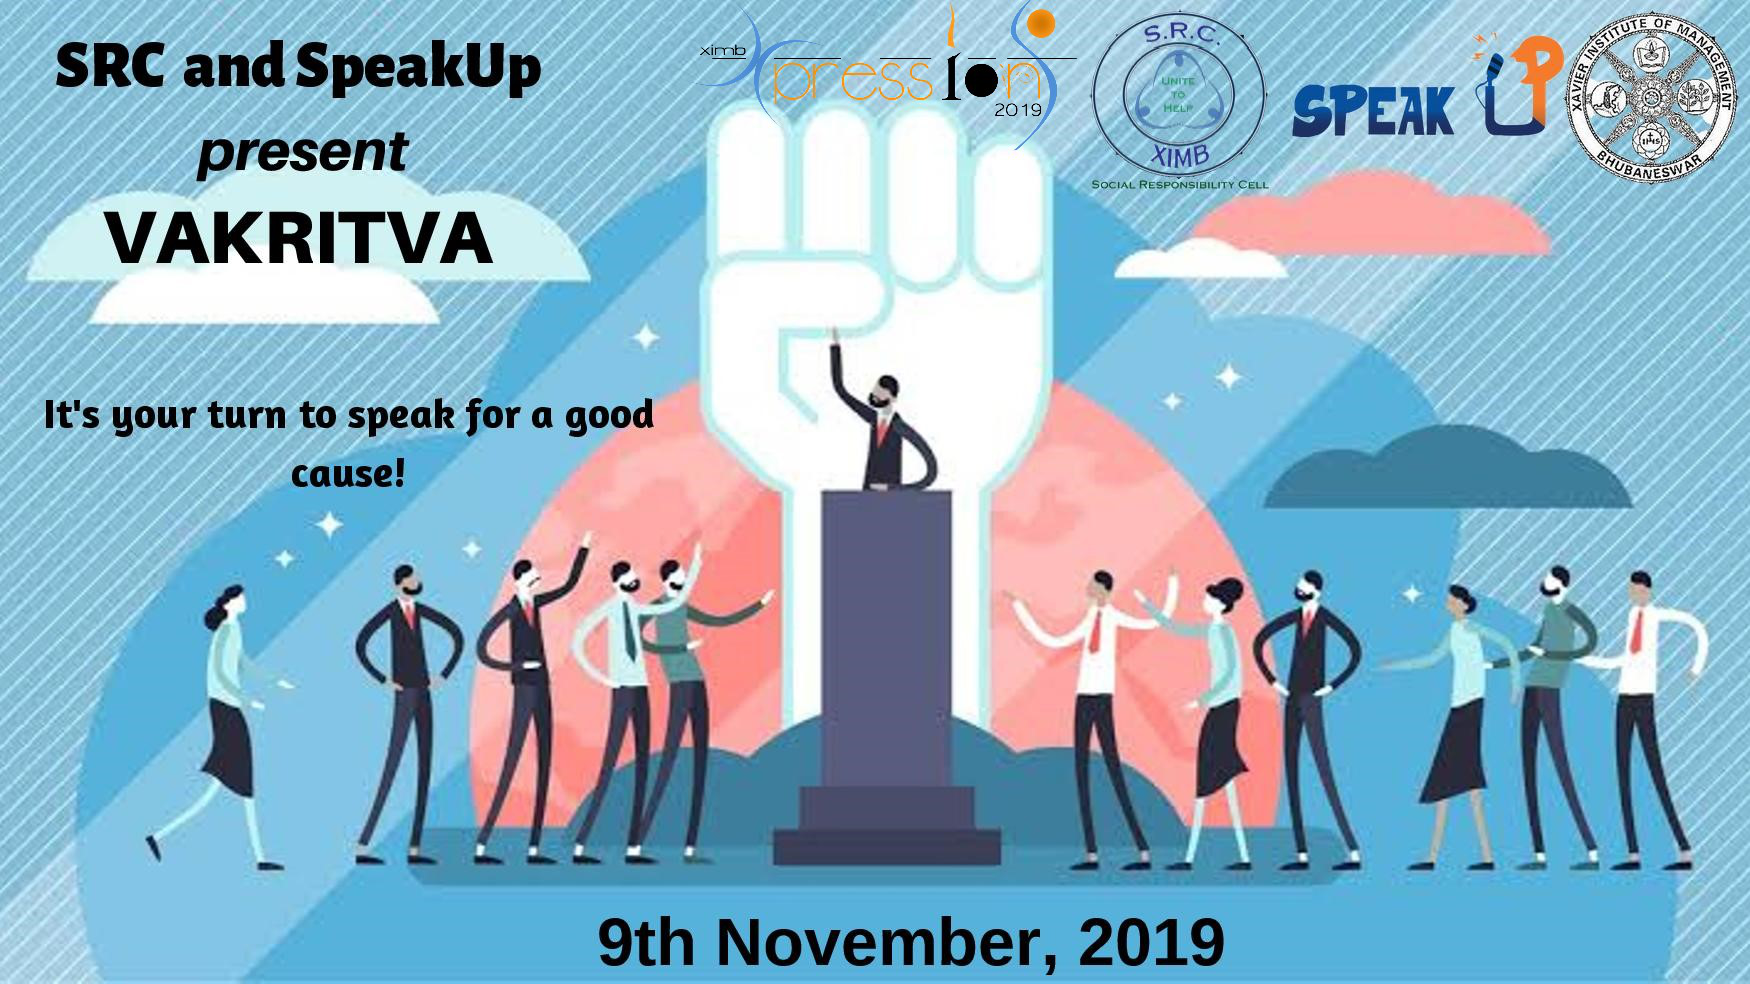 SRC and SpeakUp
present
VAKRITVA
It's your turn to speak for a good
cause!
ximb
Xpression
2019
S.R.C.
UNITE
TO
HELP
XIMB
SOCIAL RESPONSIBILITY CELL
SPEAK UP
XAVIER INSTITUTE OF MANAGEMENT
BHUBANESWAR
9th November, 2019